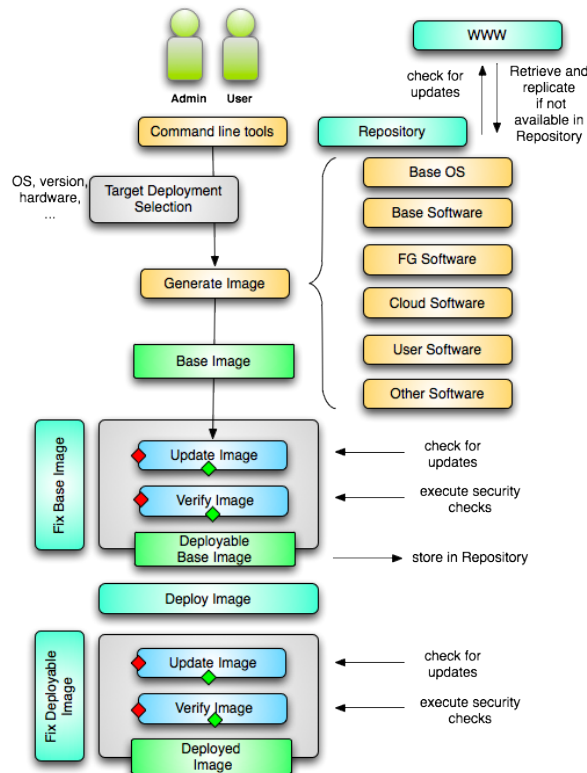 WWW
check for
updates
Retrieve and
replicate
if not
available in
Repository
Admin
User
Command line tools
Repository
OS, version,
hardware,
...
Target Deployment
Selection
Base OS
Base Software
Generate Image
FG Software
Cloud Software
Base Image
User Software
Other Software
Fix Base Image
Update Image
check for
updates
Verify Image
execute security
checks
Deployable
Base Image
store in Repository
Deploy Image
Fix Deployable
Image
Update Image
check for
updates
Verify Image
execute security
checks
Deployed
Image